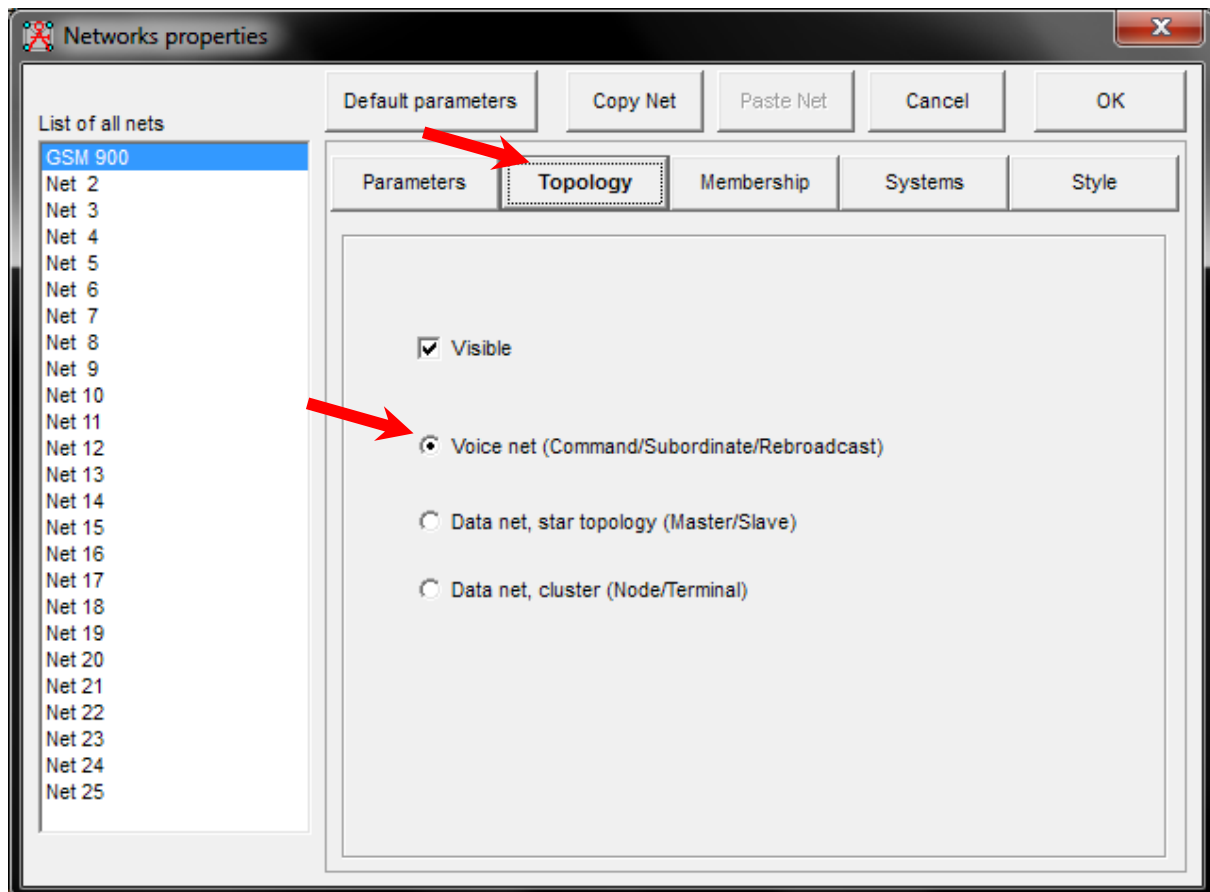 Networks properties
X
Default parameters
Copy Net
Paste Net
Cancel
OK
List of all nets
GSM 900
Net 2
Net 3
Net 4
Net 5
Net 6
Net 7
Net 8
Net 9
Net 10
Net 11
Net 12
Net 13
Net 14
Net 15
Net 16
Net 17
Net 18
Net 19
Net 20
Net 21
Net 22
Net 23
Net 24
Net 25
Parameters
Topology
Membership
Systems
Style
Visible
Voice net (Command/Subordinate/Rebroadcast)
Data net, star topology (Master/Slave)
Data net, cluster (Node/Terminal)